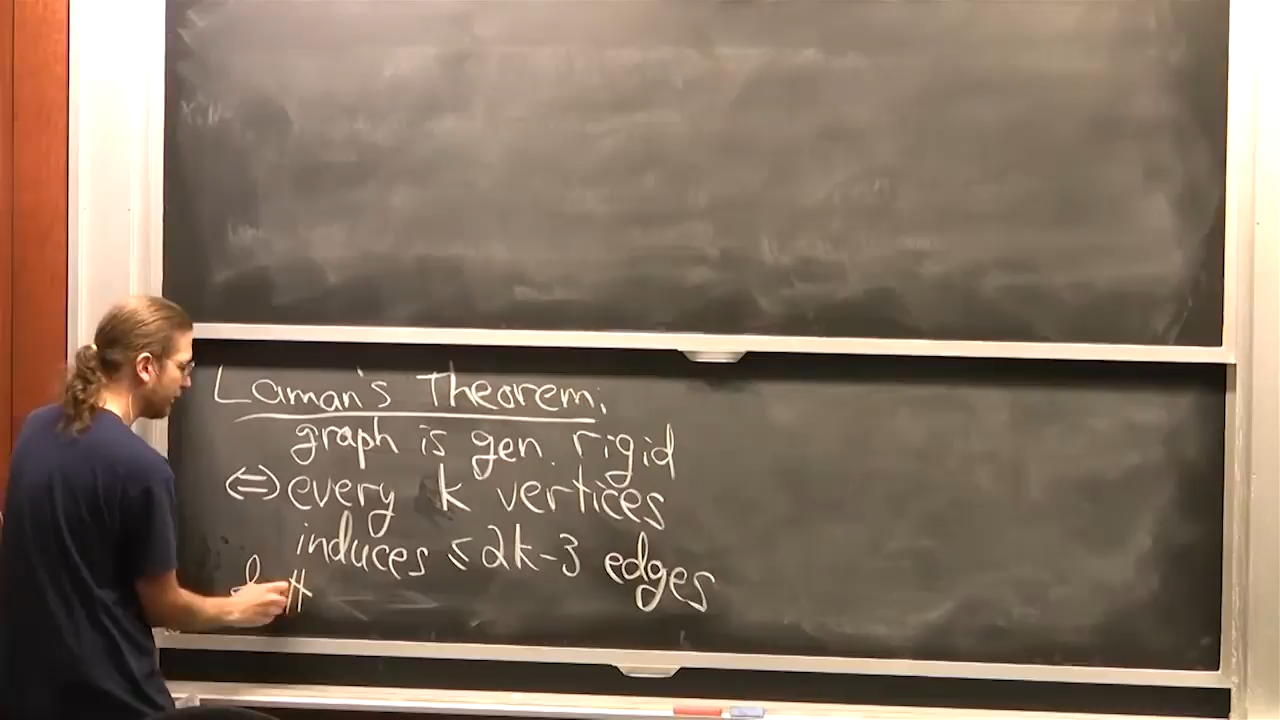 Laman's Theorem:
graph is gen. rigid
⇔ every k vertices
induces ≤ 2k-3 edges
& #